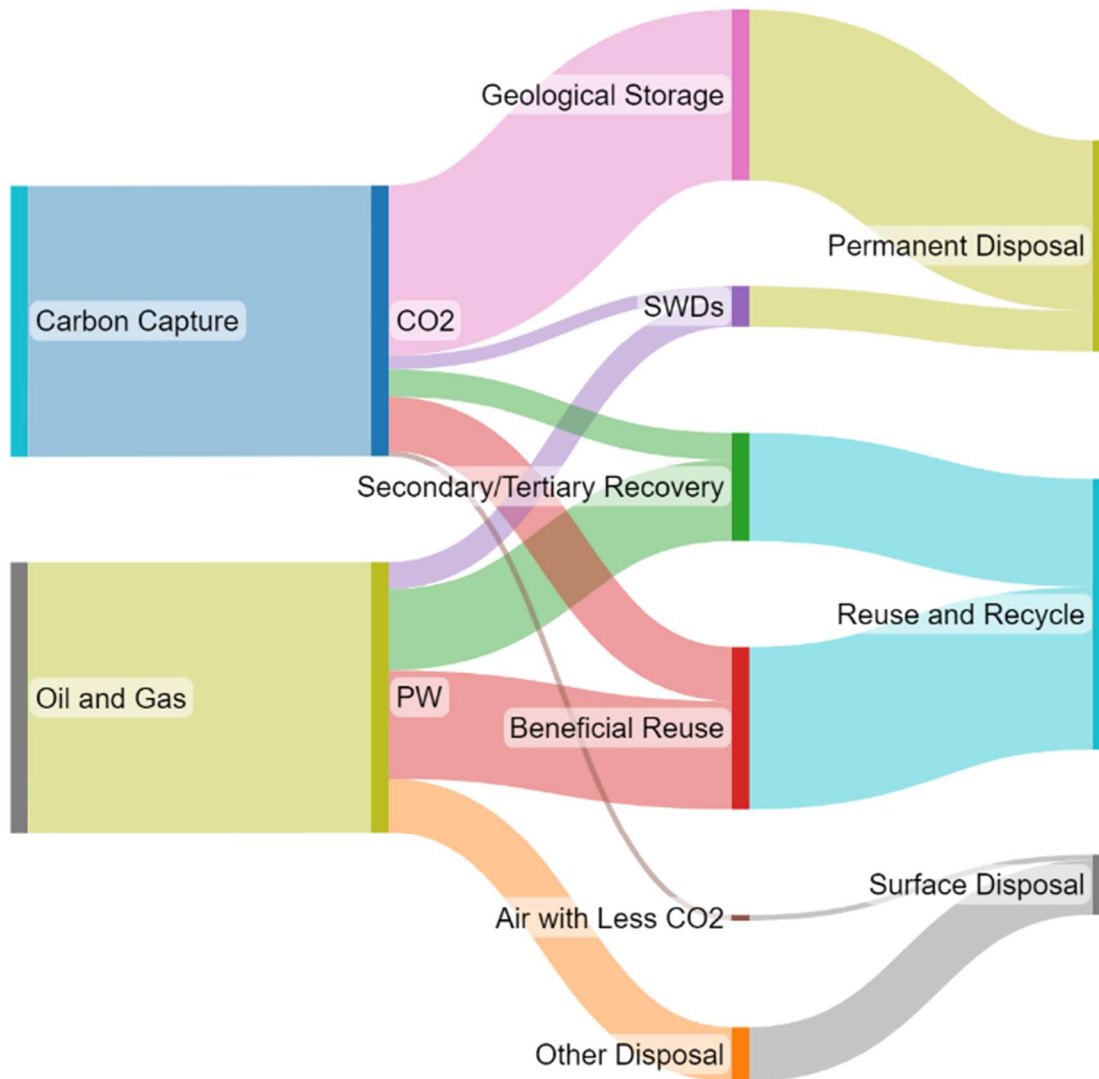 Geological Storage
Permanent Disposal
SWDs
Carbon Capture
CO2
Secondary/Tertiary Recovery
Reuse and Recycle
Oil and Gas
PW
Beneficial Reuse
Surface Disposal
Air with Less CO2
Other Disposal